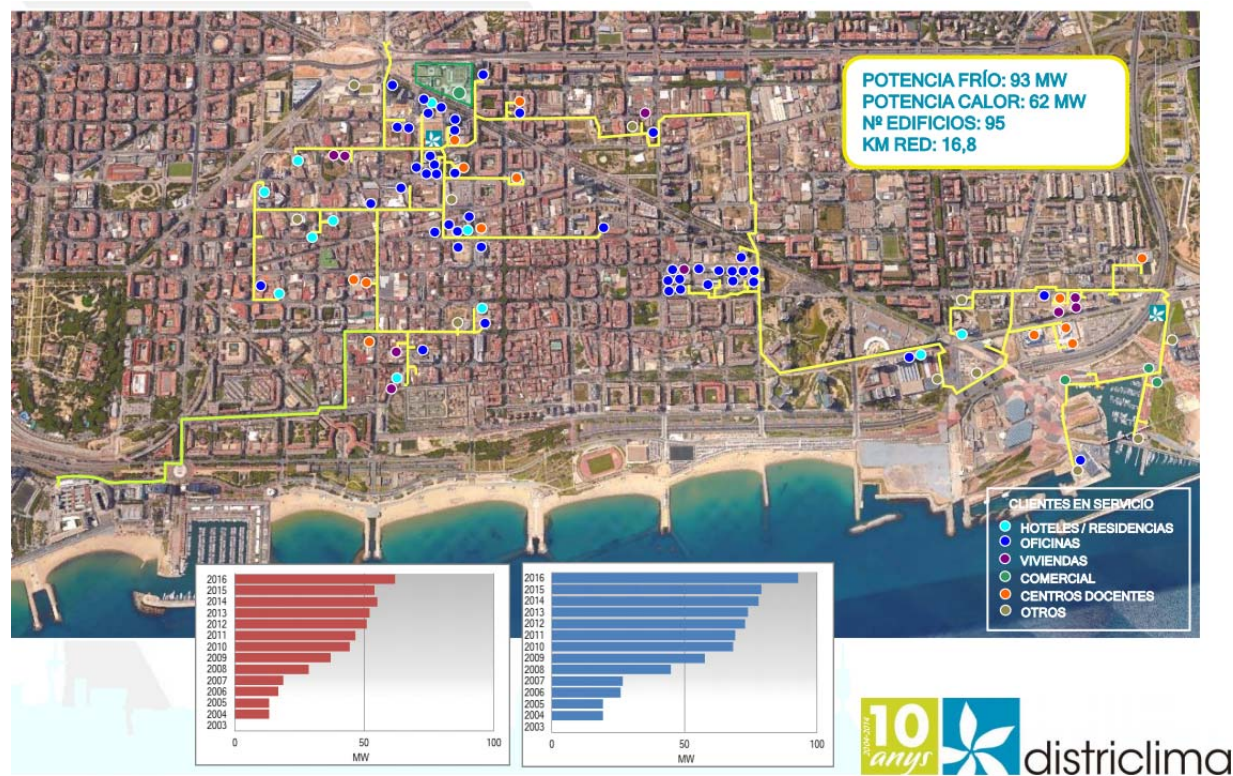 POTENCIA FRÍO: 93 MW
POTENCIA CALOR: 62 MW
Nº EDIFICIOS: 95
KM RED: 16,8
CLIENTES EN SERVICIO
HOTELES / RESIDENCIAS
OFICINAS
VIVIENDAS
COMERCIAL
CENTROS DOCENTES
OTROS
2016
2015
2014
2013
2012
2011
2010
2009
2008
2007
2006
2005
2004
2003
0
50
100
MW
2016
2015
2014
2013
2012
2011
2010
2009
2008
2007
2006
2005
2004
2003
0
50
100
MW
2004-2014
10
anys
districlima